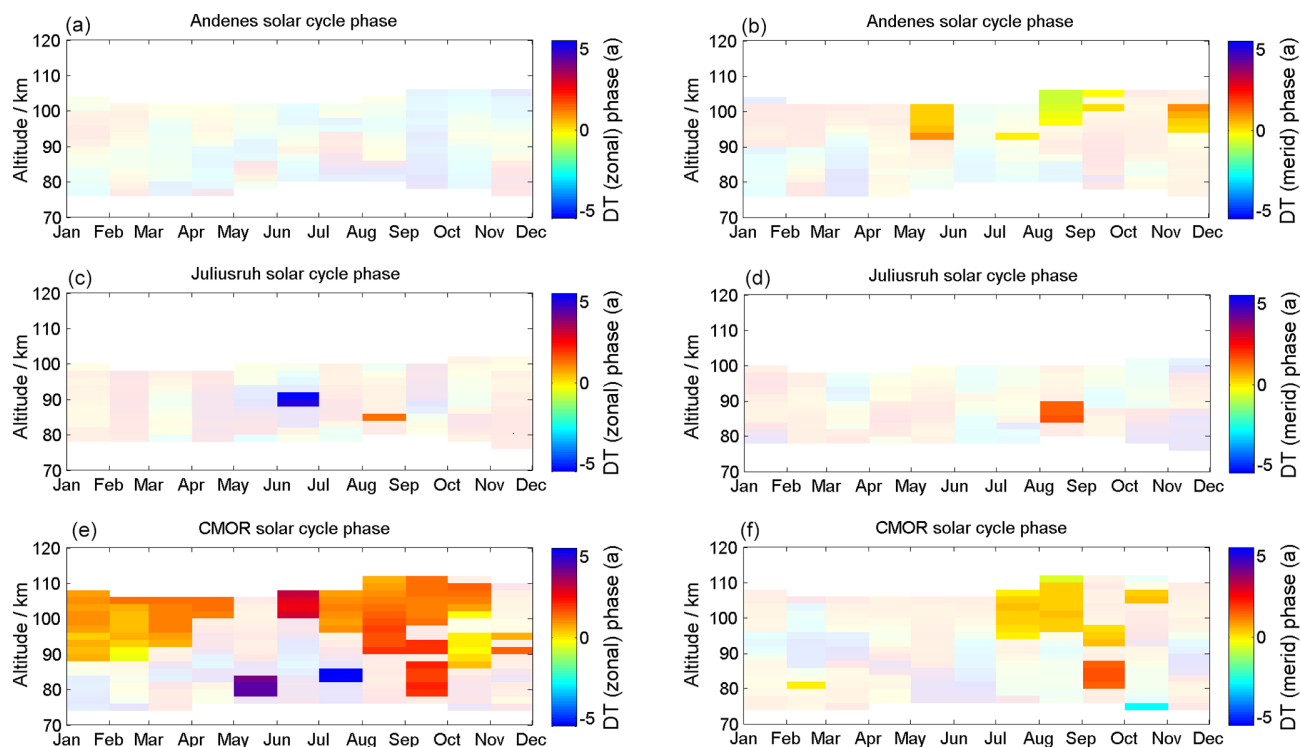 (a) Andenes solar cycle phase
120
110
100
90
80
70
Altitude / km
Jan Feb Mar Apr May Jun Jul Aug Sep Oct Nov Dec
5
0
-5
DT (zonal) phase (a)
(b) Andenes solar cycle phase
120
110
100
90
80
70
Altitude / km
Jan Feb Mar Apr May Jun Jul Aug Sep Oct Nov Dec
5
0
-5
DT (merid) phase (a)
(c) Juliusruh solar cycle phase
120
110
100
90
80
70
Altitude / km
Jan Feb Mar Apr May Jun Jul Aug Sep Oct Nov Dec
5
0
-5
DT (zonal) phase (a)
(d) Juliusruh solar cycle phase
120
110
100
90
80
70
Altitude / km
Jan Feb Mar Apr May Jun Jul Aug Sep Oct Nov Dec
5
0
-5
DT (merid) phase (a)
(e) CMOR solar cycle phase
120
110
100
90
80
70
Altitude / km
Jan Feb Mar Apr May Jun Jul Aug Sep Oct Nov Dec
5
0
-5
DT (zonal) phase (a)
(f) CMOR solar cycle phase
120
110
100
90
80
70
Altitude / km
Jan Feb Mar Apr May Jun Jul Aug Sep Oct Nov Dec
5
0
-5
DT (merid) phase (a)